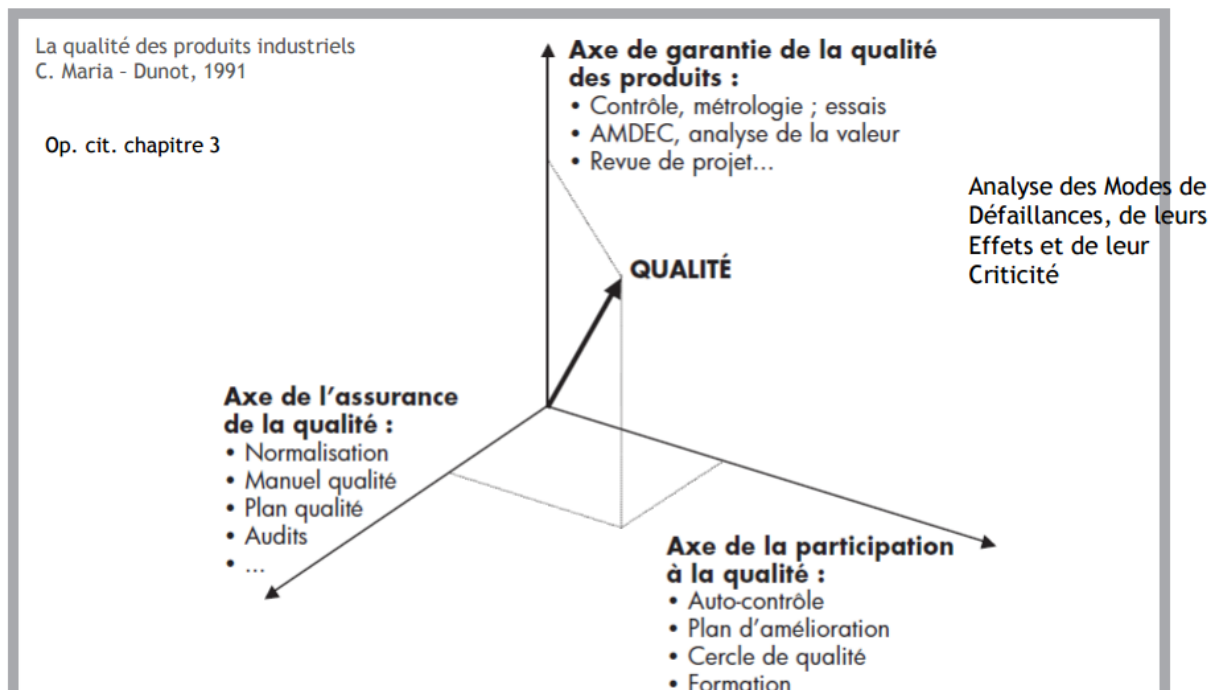 La qualité des produits industriels
C. Maria - Dunot, 1991
Op. cit. chapitre 3
Axe de garantie de la qualité
des produits :
• Contrôle, métrologie ; essais
• AMDEC, analyse de la valeur
• Revue de projet...
Analyse des Modes de
Défaillances, de leurs
Effets et de leur
Criticité
QUALITÉ
Axe de l'assurance
de la qualité :
• Normalisation
• Manuel qualité
• Plan qualité
• Audits
• ...
Axe de la participation
à la qualité :
• Auto-contrôle
• Plan d'amélioration
• Cercle de qualité
• Formation